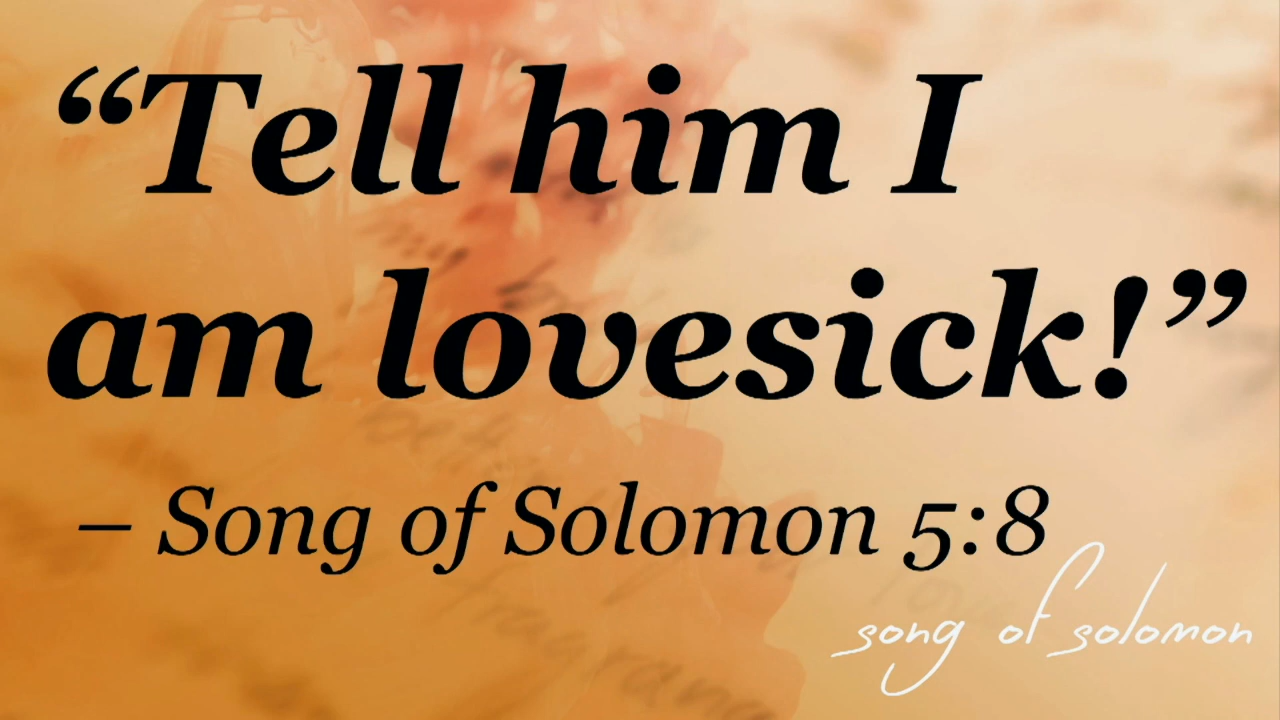 “Tell him I
am lovesick!”
– Song of Solomon 5:8
song of solomon